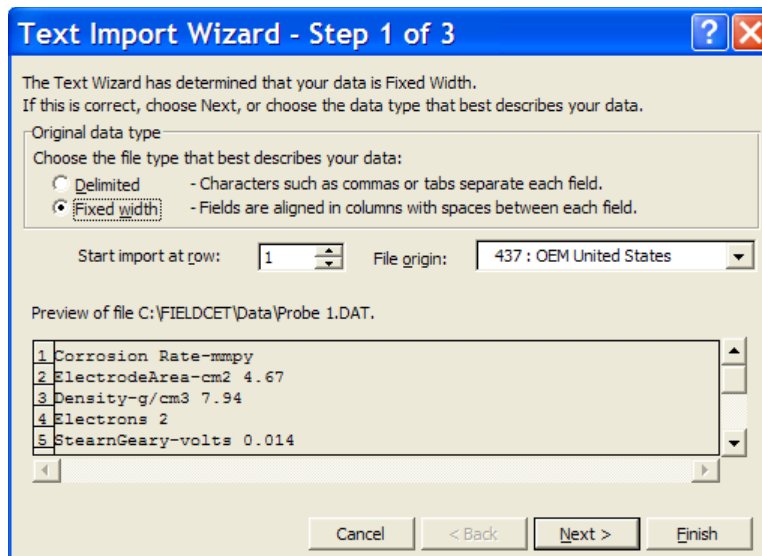 Text Import Wizard - Step 1 of 3
The Text Wizard has determined that your data is Fixed Width.
If this is correct, choose Next, or choose the data type that best describes your data.
Original data type
Choose the file type that best describes your data:
Delimited - Characters such as commas or tabs separate each field.
Fixed width - Fields are aligned in columns with spaces between each field.
Start import at row: 1 File origin: 437 : OEM United States
Preview of file C:\FIELDCET\Data\Probe 1.DAT.
1 Corrosion Rate-mmpy
2 ElectrodeArea-cm2 4.67
3 Density-g/cm3 7.94
4 Electrons 2
5 StearnGeary-volts 0.014
Cancel < Back Next > Finish